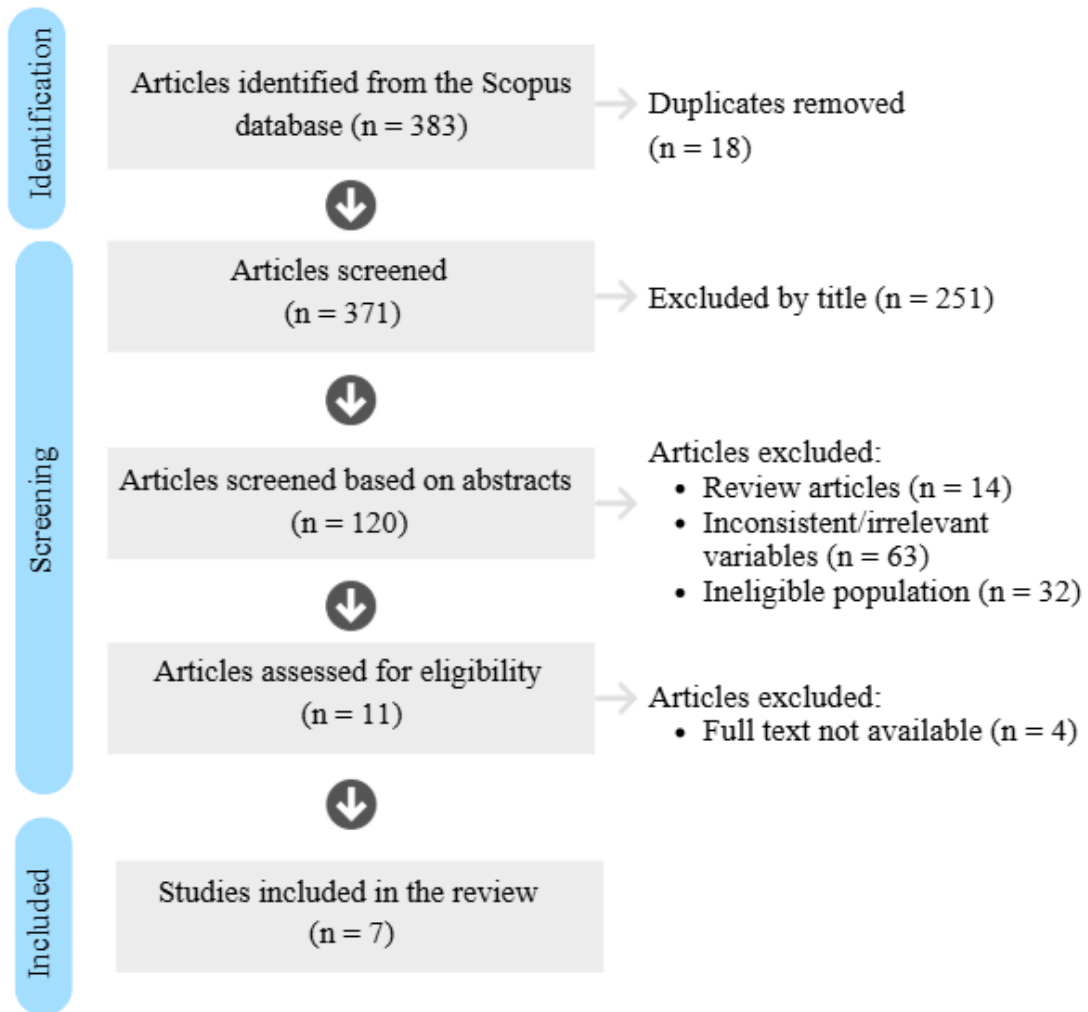 Identification
Articles identified from the Scopus
database (n = 383)
Duplicates removed
(n = 18)
Screening
Articles screened
(n = 371)
Excluded by title (n = 251)
Articles screened based on abstracts
(n = 120)
Articles excluded:
• Review articles (n = 14)
• Inconsistent/irrelevant
variables (n = 63)
• Ineligible population (n = 32)
Articles assessed for eligibility
(n = 11)
Articles excluded:
• Full text not available (n = 4)
Included
Studies included in the review
(n = 7)